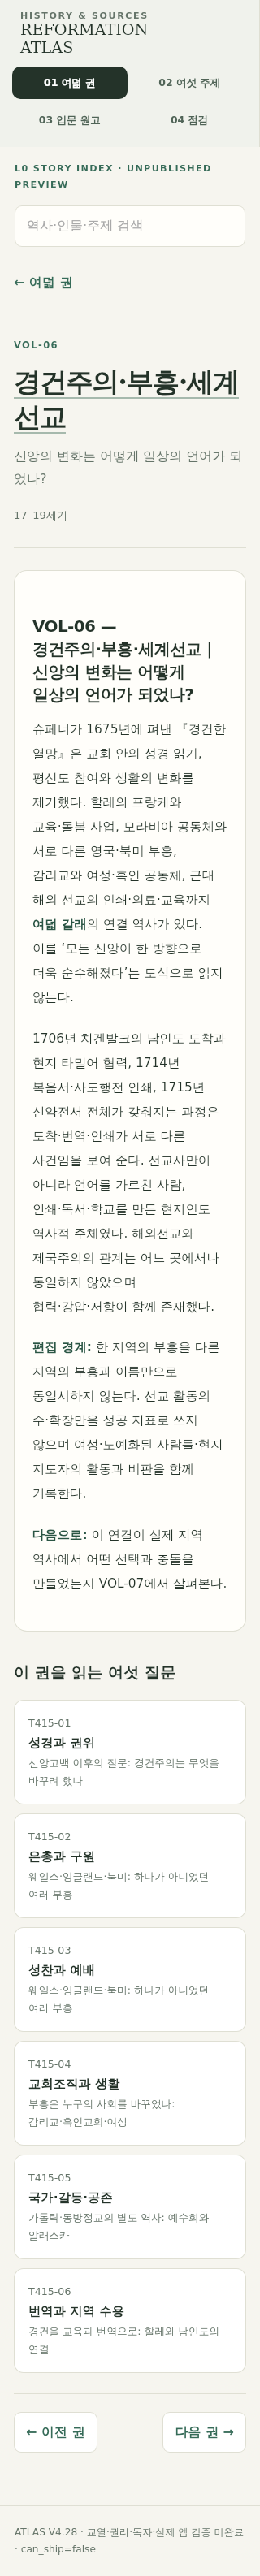 HISTORY & SOURCES
REFORMATION
ATLAS
01 여덟 권
02 여섯 주제
03 입문 원고
04 점검
L0 STORY INDEX · UNPUBLISHED
PREVIEW
역사·인물·주제 검색
← 여덟 권
VOL-06
경건주의·부흥·세계
선교
신앙의 변화는 어떻게 일상의 언어가 되
었나?
17–19세기
VOL-06 —
경건주의·부흥·세계선교 |
신앙의 변화는 어떻게
일상의 언어가 되었나?
슈페너가 1675년에 펴낸 『경건한
열망』은 교회 안의 성경 읽기,
평신도 참여와 생활의 변화를
제기했다. 할레의 프랑케와
교육·돌봄 사업, 모라비아 공동체와
서로 다른 영국·북미 부흥,
감리교와 여성·흑인 공동체, 근대
해외 선교의 인쇄·의료·교육까지
여덟 갈래의 연결 역사가 있다.
이를 ‘모든 신앙이 한 방향으로
더욱 순수해졌다’는 도식으로 읽지
않는다.
1706년 치겐발크의 남인도 도착과
현지 타밀어 협력, 1714년
복음서·사도행전 인쇄, 1715년
신약전서 전체가 갖춰지는 과정은
도착·번역·인쇄가 서로 다른
사건임을 보여 준다. 선교사만이
아니라 언어를 가르친 사람,
인쇄·독서·학교를 만든 현지인도
역사적 주체였다. 해외선교와
제국주의의 관계는 어느 곳에서나
동일하지 않았으며
협력·강압·저항이 함께 존재했다.
편집 경계: 한 지역의 부흥을 다른
지역의 부흥과 이름만으로
동일시하지 않는다. 선교 활동의
수·확장만을 성공 지표로 쓰지
않으며 여성·노예화된 사람들·현지
지도자의 활동과 비판을 함께
기록한다.
다음으로: 이 연결이 실제 지역
역사에서 어떤 선택과 충돌을
만들었는지 VOL-07에서 살펴본다.
이 권을 읽는 여섯 질문
T415-01
성경과 권위
신앙고백 이후의 질문: 경건주의는 무엇을
바꾸려 했나
T415-02
은총과 구원
웨일스·잉글랜드·북미: 하나가 아니었던
여러 부흥
T415-03
성찬과 예배
웨일스·잉글랜드·북미: 하나가 아니었던
여러 부흥
T415-04
교회조직과 생활
부흥은 누구의 사회를 바꾸었나:
감리교·흑인교회·여성
T415-05
국가·갈등·공존
가톨릭·동방정교의 별도 역사: 예수회와
알래스카
T415-06
번역과 지역 수용
경건을 교육과 번역으로: 할레와 남인도의
연결
← 이전 권
다음 권 →
ATLAS V4.28 · 교열·권리·독자·실제 앱 검증 미완료
· can_ship=false